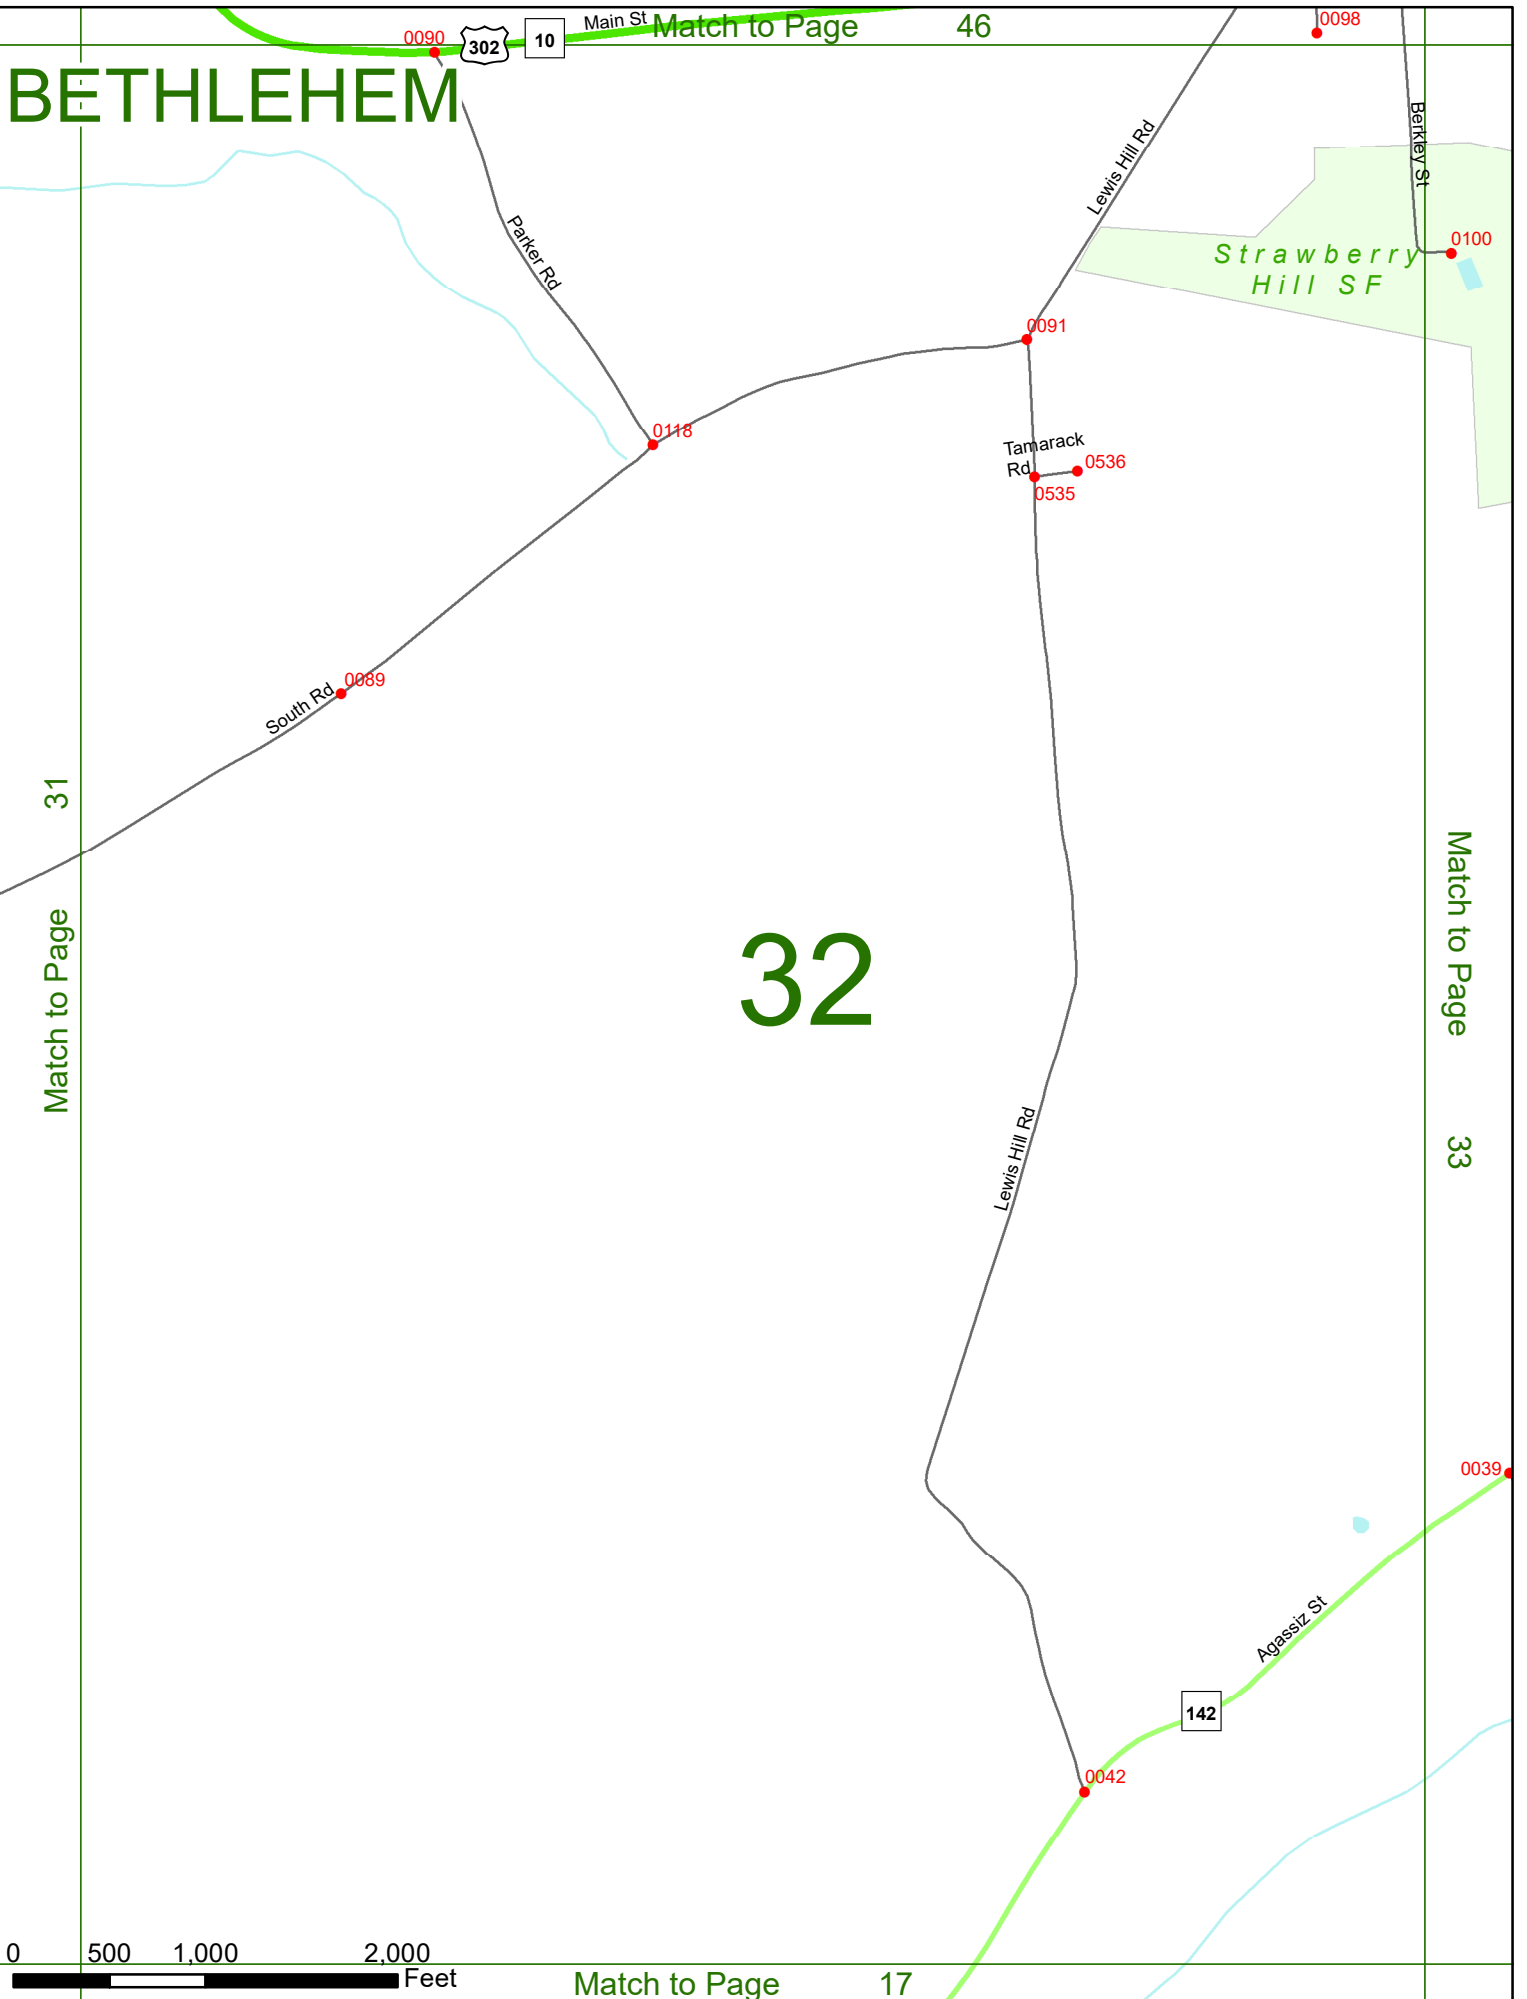 Main St
Match to Page 46
0098
0090
302
10
BETHLEHEM
Berkley St
Lewis Hill Rd
Parker Rd
0100
Strawberry
Hill SF
0091
0118
Tamarack
Rd
0536
0535
0089
South Rd
Match to Page 31
32
Match to Page 33
Lewis Hill Rd
0039
Agassiz St
142
0042
0 500 1,000 2,000
Feet
Match to Page 17